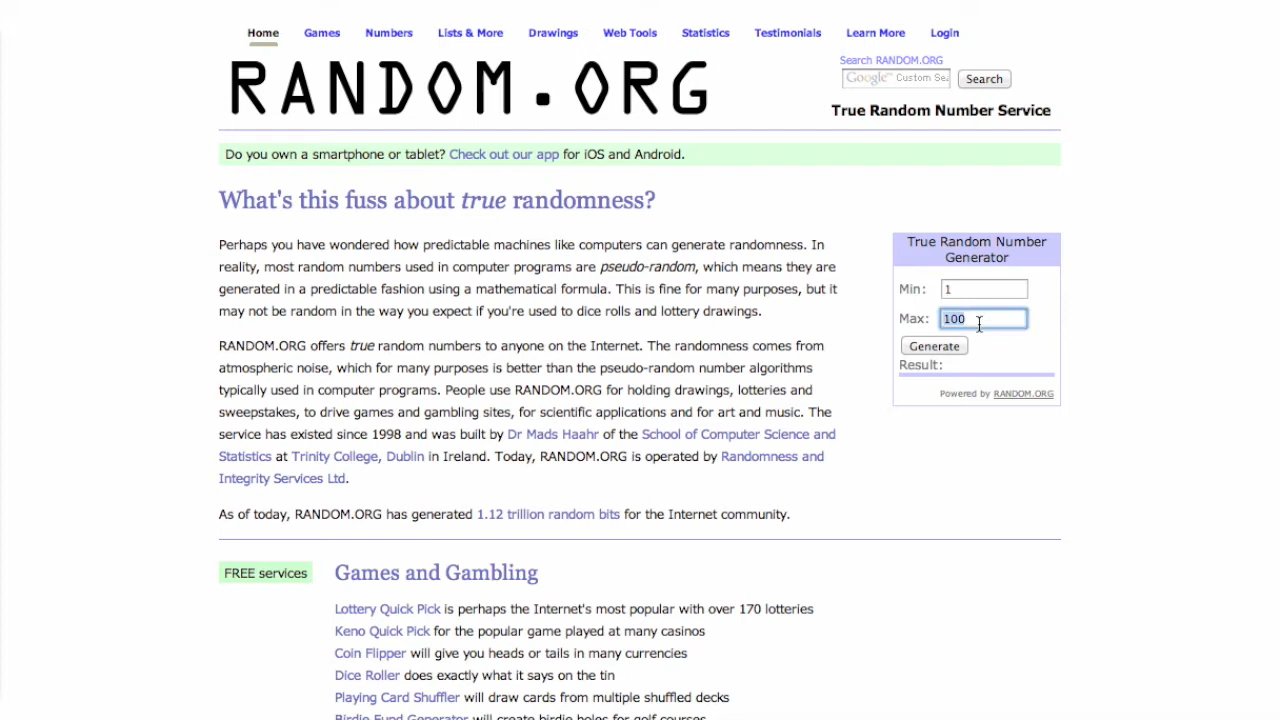 Home Games Numbers Lists & More Drawings Web Tools Statistics Testimonials Learn More Login
RANDOM.ORG
Search RANDOM.ORG
Google™ Custom Sea Search
True Random Number Service
Do you own a smartphone or tablet? Check out our app for iOS and Android.
What's this fuss about true randomness?
Perhaps you have wondered how predictable machines like computers can generate randomness. In
reality, most random numbers used in computer programs are pseudo-random, which means they are
generated in a predictable fashion using a mathematical formula. This is fine for many purposes, but it
may not be random in the way you expect if you're used to dice rolls and lottery drawings.
RANDOM.ORG offers true random numbers to anyone on the Internet. The randomness comes from
atmospheric noise, which for many purposes is better than the pseudo-random number algorithms
typically used in computer programs. People use RANDOM.ORG for holding drawings, lotteries and
sweepstakes, to drive games and gambling sites, for scientific applications and for art and music. The
service has existed since 1998 and was built by Dr Mads Haahr of the School of Computer Science and
Statistics at Trinity College, Dublin in Ireland. Today, RANDOM.ORG is operated by Randomness and
Integrity Services Ltd.
As of today, RANDOM.ORG has generated 1.12 trillion random bits for the Internet community.
True Random Number
Generator
Min: 1
Max: 100
Generate
Result:
Powered by RANDOM.ORG
FREE services
Games and Gambling
Lottery Quick Pick is perhaps the Internet's most popular with over 170 lotteries
Keno Quick Pick for the popular game played at many casinos
Coin Flipper will give you heads or tails in many currencies
Dice Roller does exactly what it says on the tin
Playing Card Shuffler will draw cards from multiple shuffled decks
Birdie Fund Generator will create birdie holes for golf courses